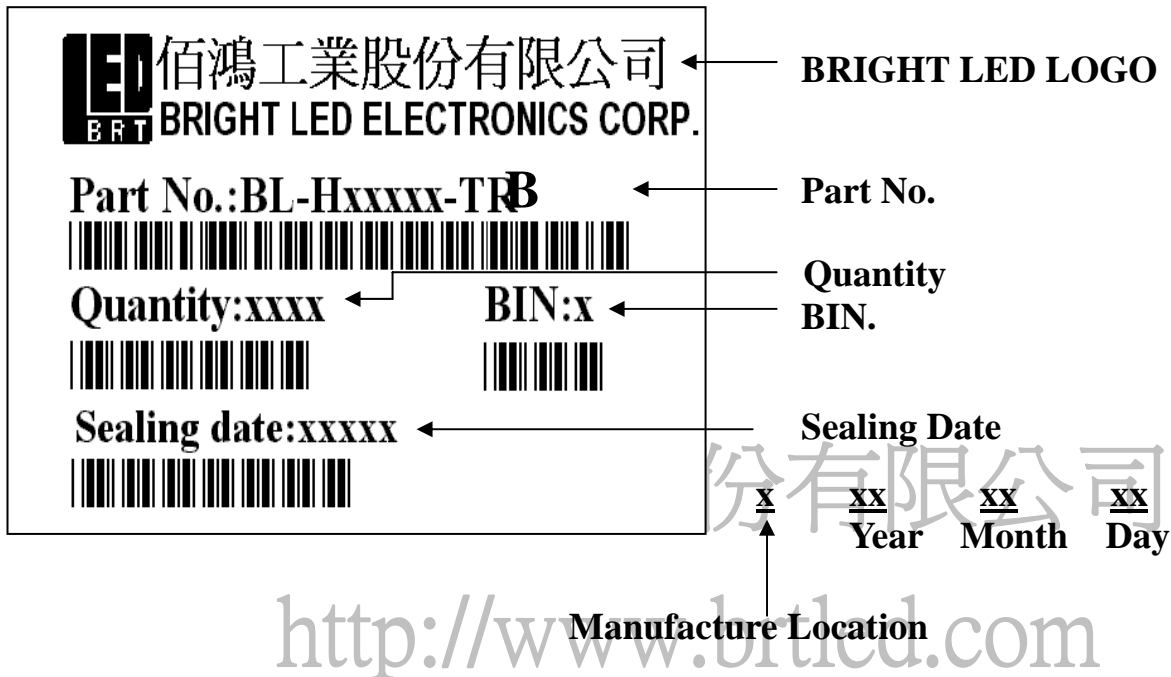 佰鴻工業股份有限公司
BRIGHT LED ELECTRONICS CORP.
LED
BRT
BRIGHT LED LOGO
Part No.:BL-Hxxxxx-TRB
Part No.
Quantity:xxxx
BIN:x
Quantity
BIN.
Sealing date:xxxxx
Sealing Date
份有限公司
x xx xx xx
Year Month Day
Manufacture Location
http://www.brtled.com